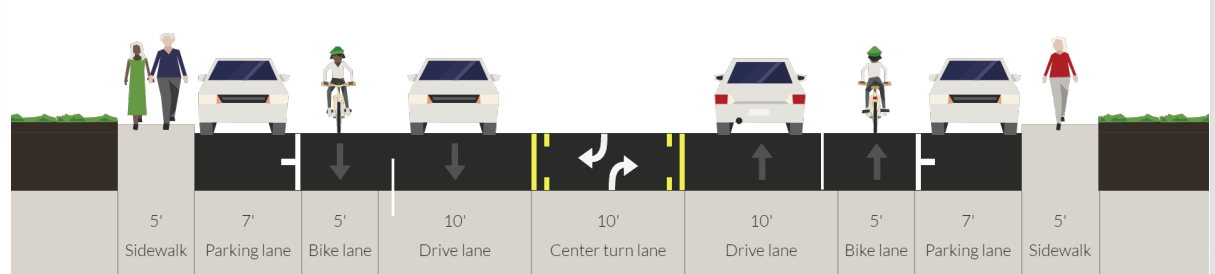 5' 7' 5' 10' 10' 10' 5' 7' 5'
Sidewalk Parking lane Bike lane Drive lane Center turn lane Drive lane Bike lane Parking lane Sidewalk